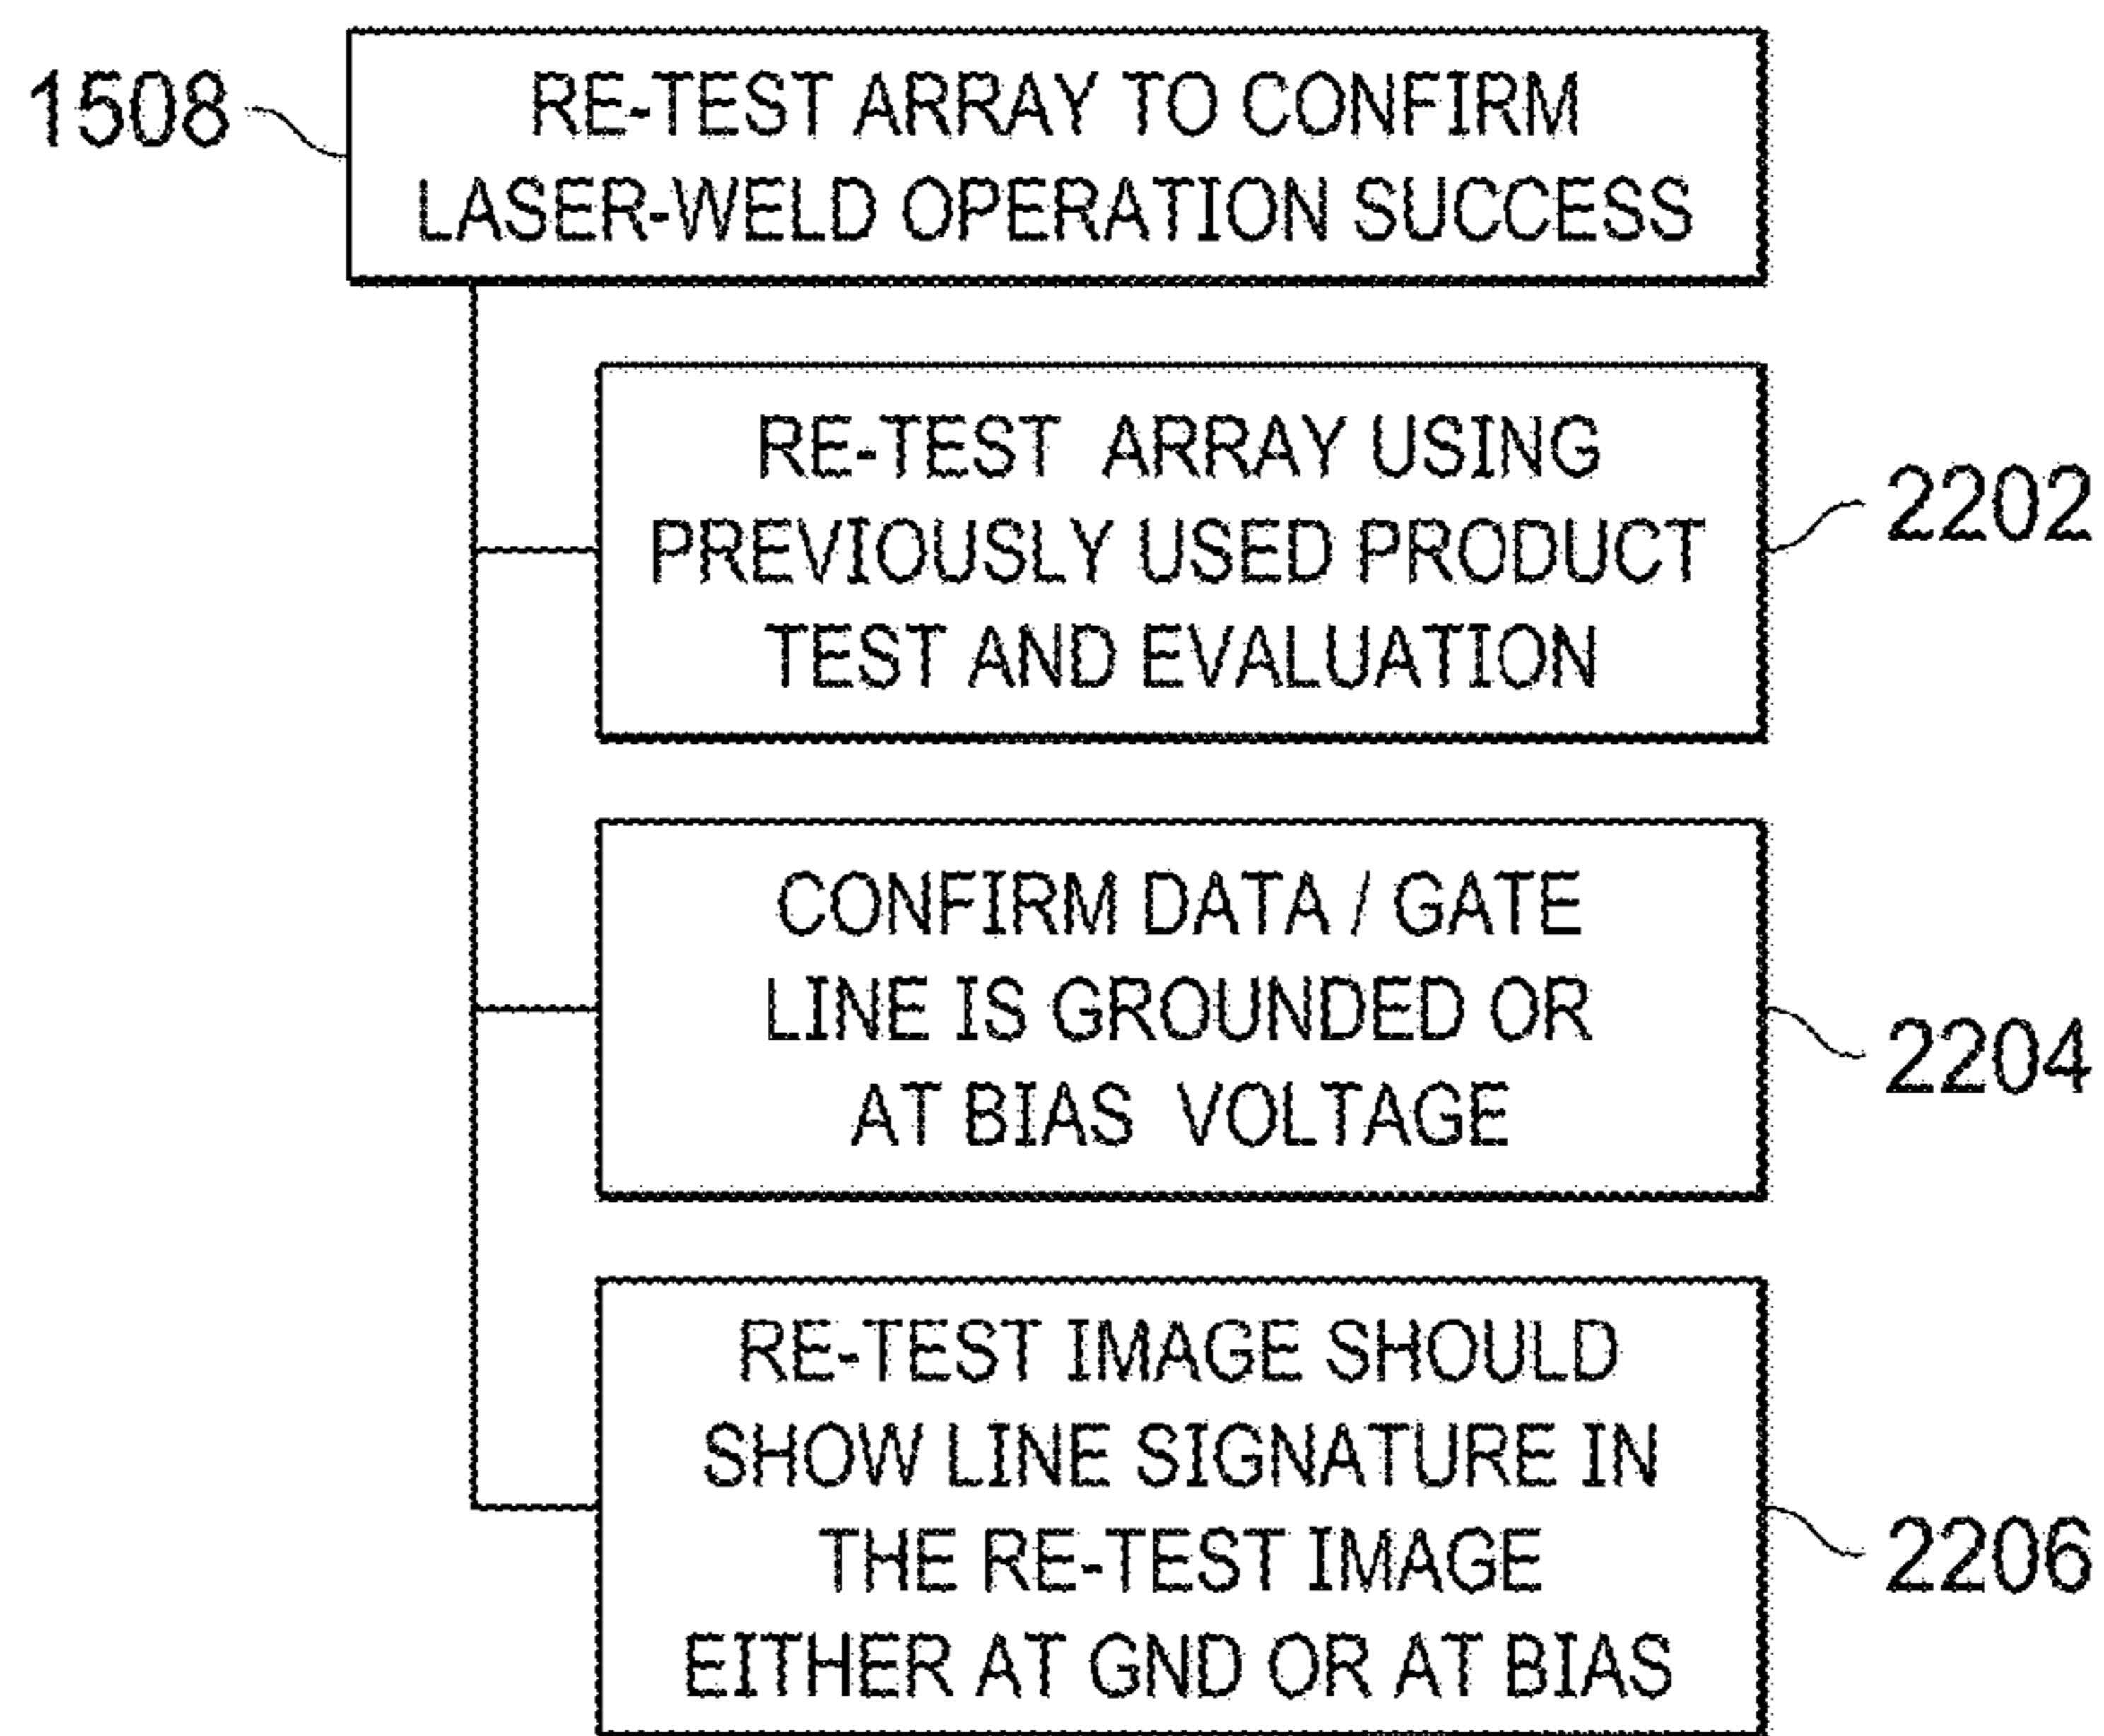 1508
RE-TEST ARRAY TO CONFIRM
LASER-WELD OPERATION SUCCESS
RE-TEST ARRAY USING
PREVIOUSLY USED PRODUCT
TEST AND EVALUATION
2202
CONFIRM DATA / GATE
LINE IS GROUNDED OR
AT BIAS VOLTAGE
2204
RE-TEST IMAGE SHOULD
SHOW LINE SIGNATURE IN
THE RE-TEST IMAGE
EITHER AT GND OR AT BIAS
2206